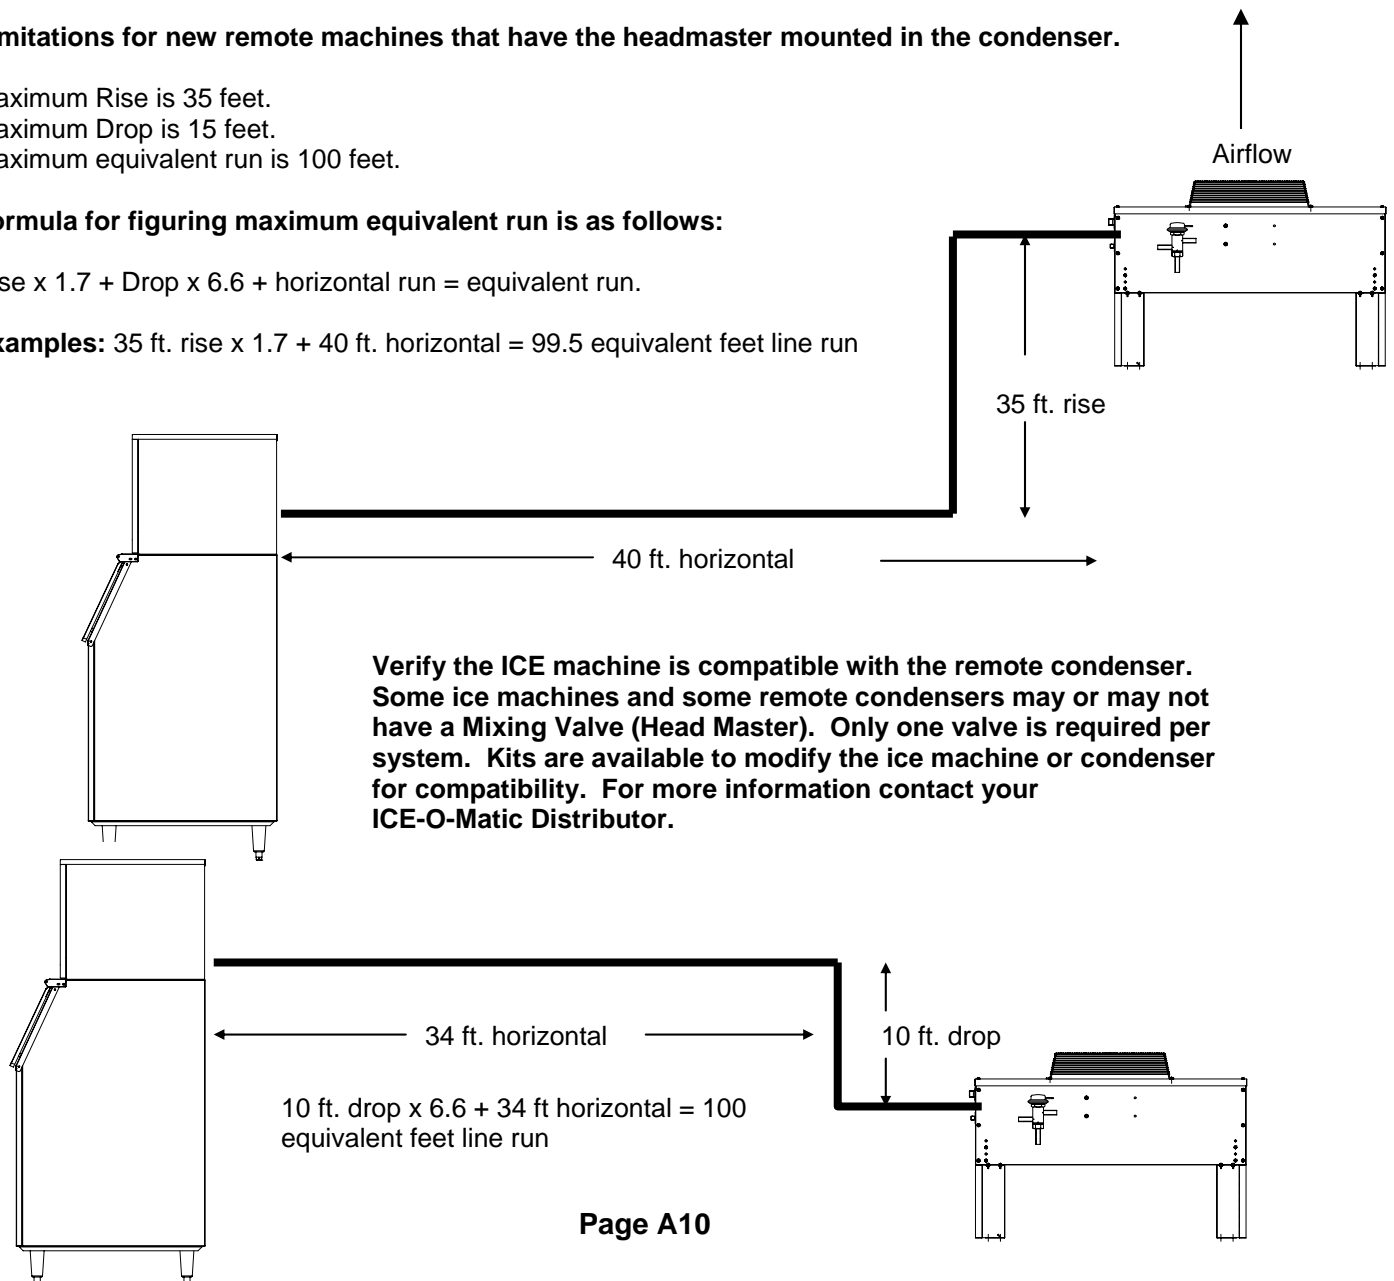 mitations for new remote machines that have the headmaster mounted in the condenser.
aximum Rise is 35 feet.
aximum Drop is 15 feet.
aximum equivalent run is 100 feet.
Airflow
ormula for figuring maximum equivalent run is as follows:
se x 1.7 + Drop x 6.6 + horizontal run = equivalent run.
xamples: 35 ft. rise x 1.7 + 40 ft. horizontal = 99.5 equivalent feet line run
35 ft. rise
40 ft. horizontal
Verify the ICE machine is compatible with the remote condenser.
Some ice machines and some remote condensers may or may not
have a Mixing Valve (Head Master).  Only one valve is required per
system.  Kits are available to modify the ice machine or condenser
for compatibility.  For more information contact your
ICE-O-Matic Distributor.
34 ft. horizontal
10 ft. drop
10 ft. drop x 6.6 + 34 ft horizontal = 100
equivalent feet line run
Page A10